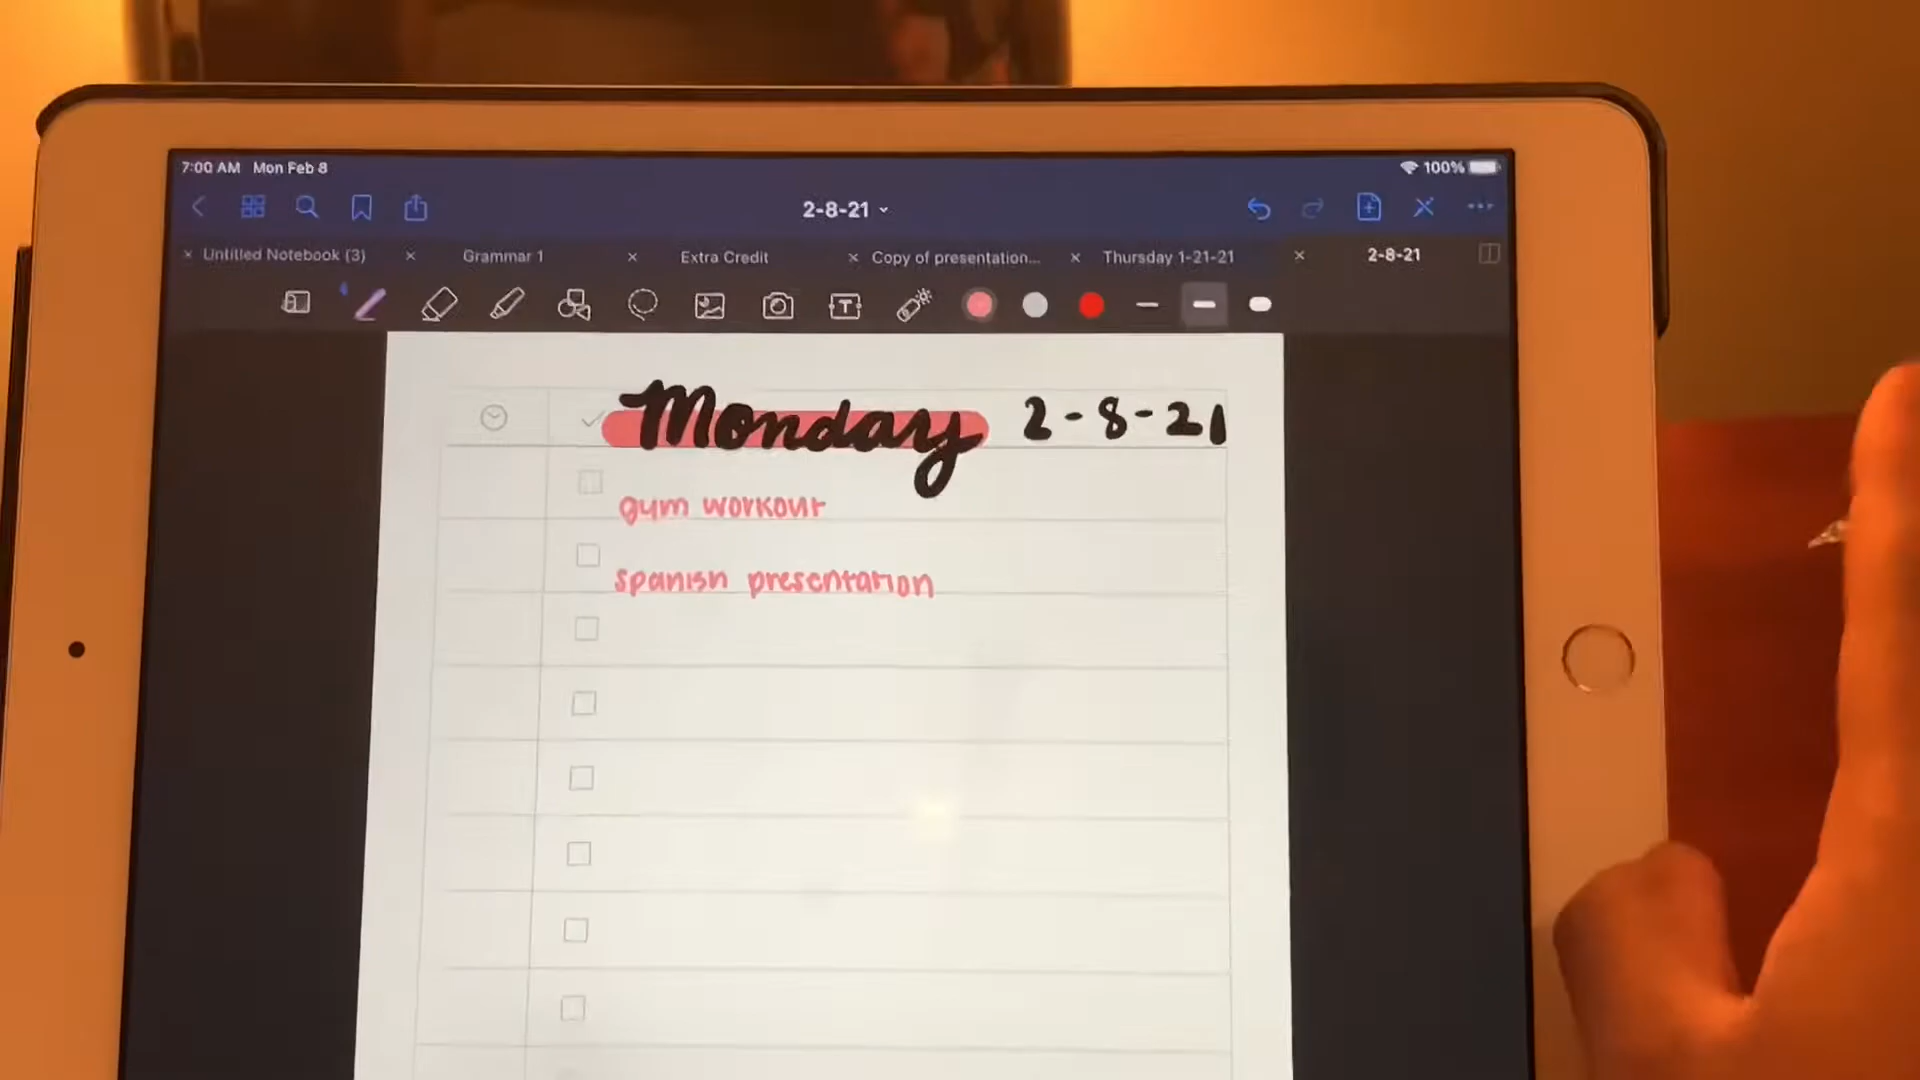 7:00 AM Mon Feb 8 100%
2-8-21
Untitled Notebook (3) Grammar 1 Extra Credit Copy of presentation... Thursday 1-21-21 2-8-21
T
Monday 2-8-21
gym workout
spanish presentation